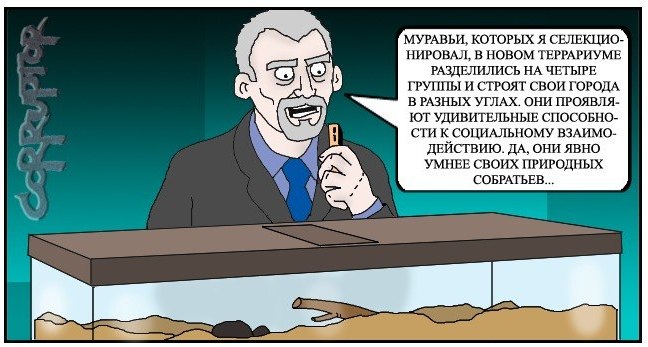 CORRUPTOR
МУРАВЬИ, КОТОРЫХ Я СЕЛЕКЦИО-
НИРОВАЛ, В НОВОМ ТЕРРАРИУМЕ
РАЗДЕЛИЛИСЬ НА ЧЕТЫРЕ
ГРУППЫ И СТРОЯТ СВОИ ГОРОДА
В РАЗНЫХ УГЛАХ. ОНИ ПРОЯВЛЯ-
ЮТ УДИВИТЕЛЬНЫЕ СПОСОБНО-
СТИ К СОЦИАЛЬНОМУ ВЗАИМО-
ДЕЙСТВИЮ. ДА, ОНИ ЯВНО
УМНЕЕ СВОИХ ПРИРОДНЫХ
СОБРАТЬЕВ...